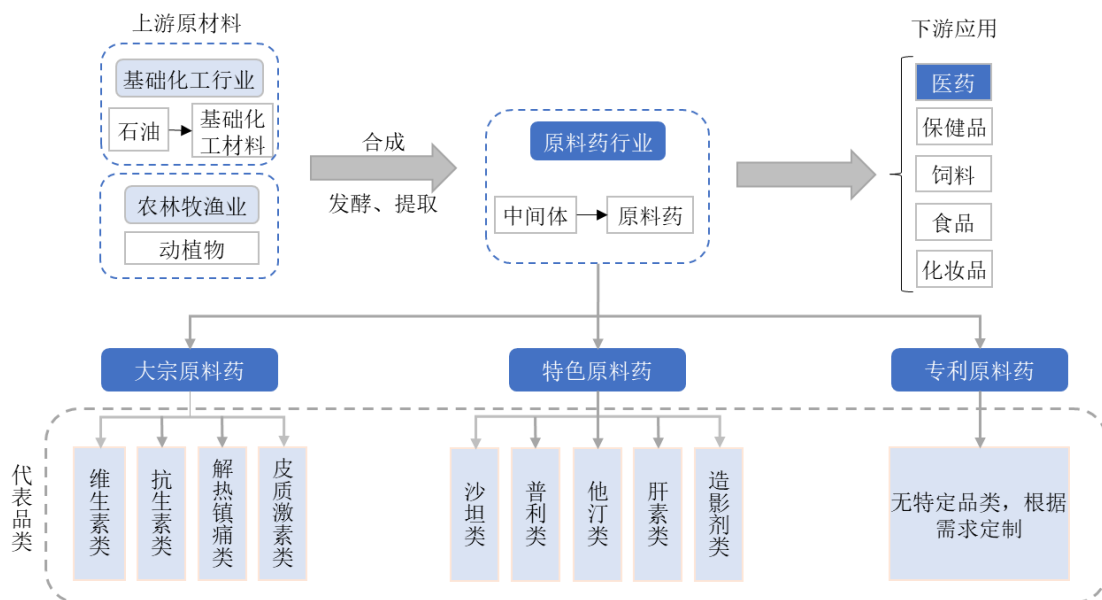 上游原材料
基础化工行业
石油
基础化
工材料
农林牧渔业
动植物
合成
发酵、提取
原料药行业
中间体
原料药
下游应用
医药
保健品
饲料
食品
化妆品
大宗原料药
特色原料药
专利原料药
代表品类
维生素类
抗生素类
解热镇痛类
皮质激素类
沙坦类
普利类
他汀类
肝素类
造影剂类
无特定品类，根据
需求定制